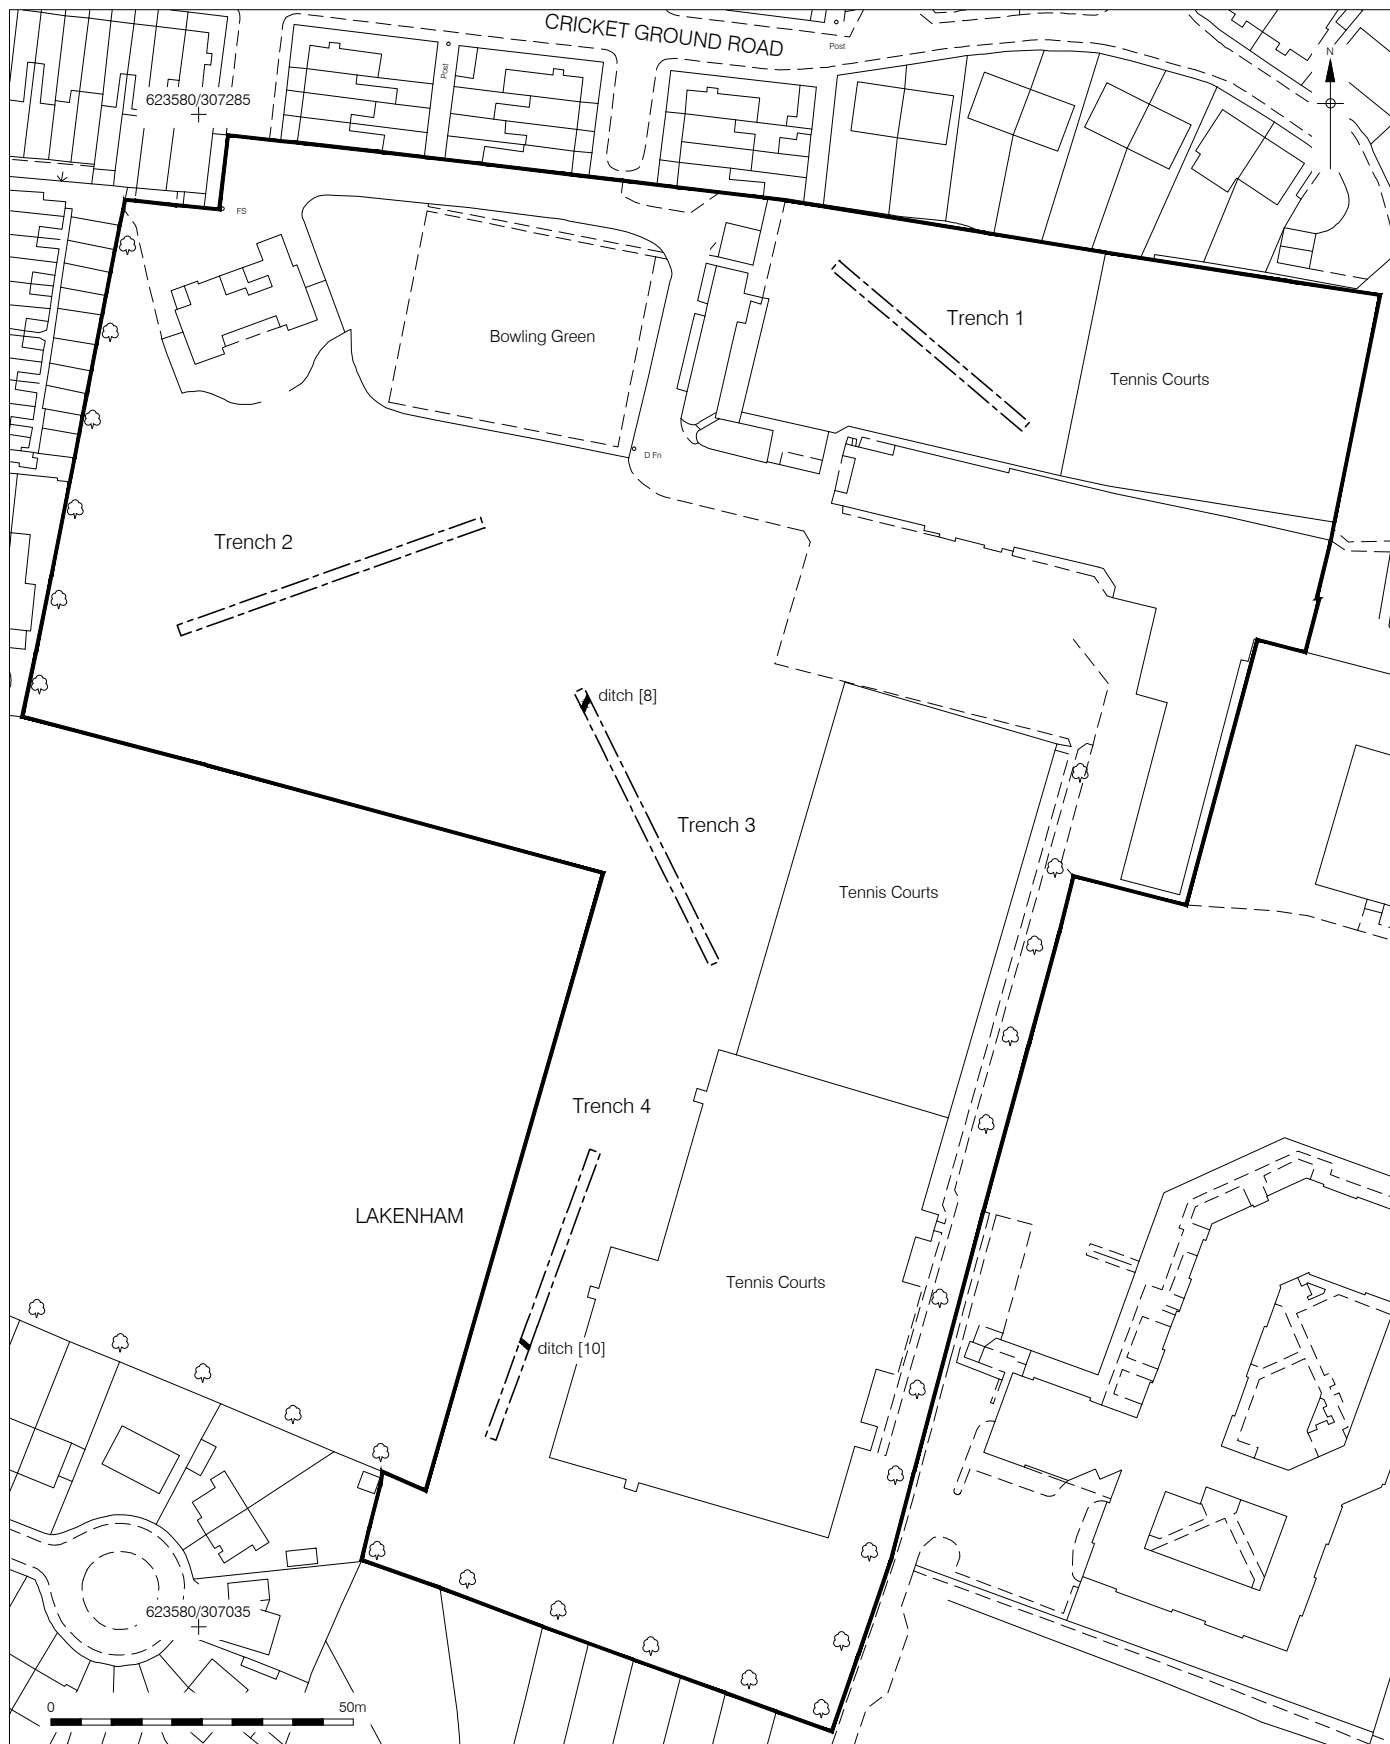 CRICKET GROUND ROAD
Post
Post
N
623580/307285
FS
Trench 1
Bowling Green
Tennis Courts
D Fn
Trench 2
ditch [8]
Trench 3
Tennis Courts
Trench 4
LAKENHAM
Tennis Courts
ditch [10]
623580/307035
0 50m